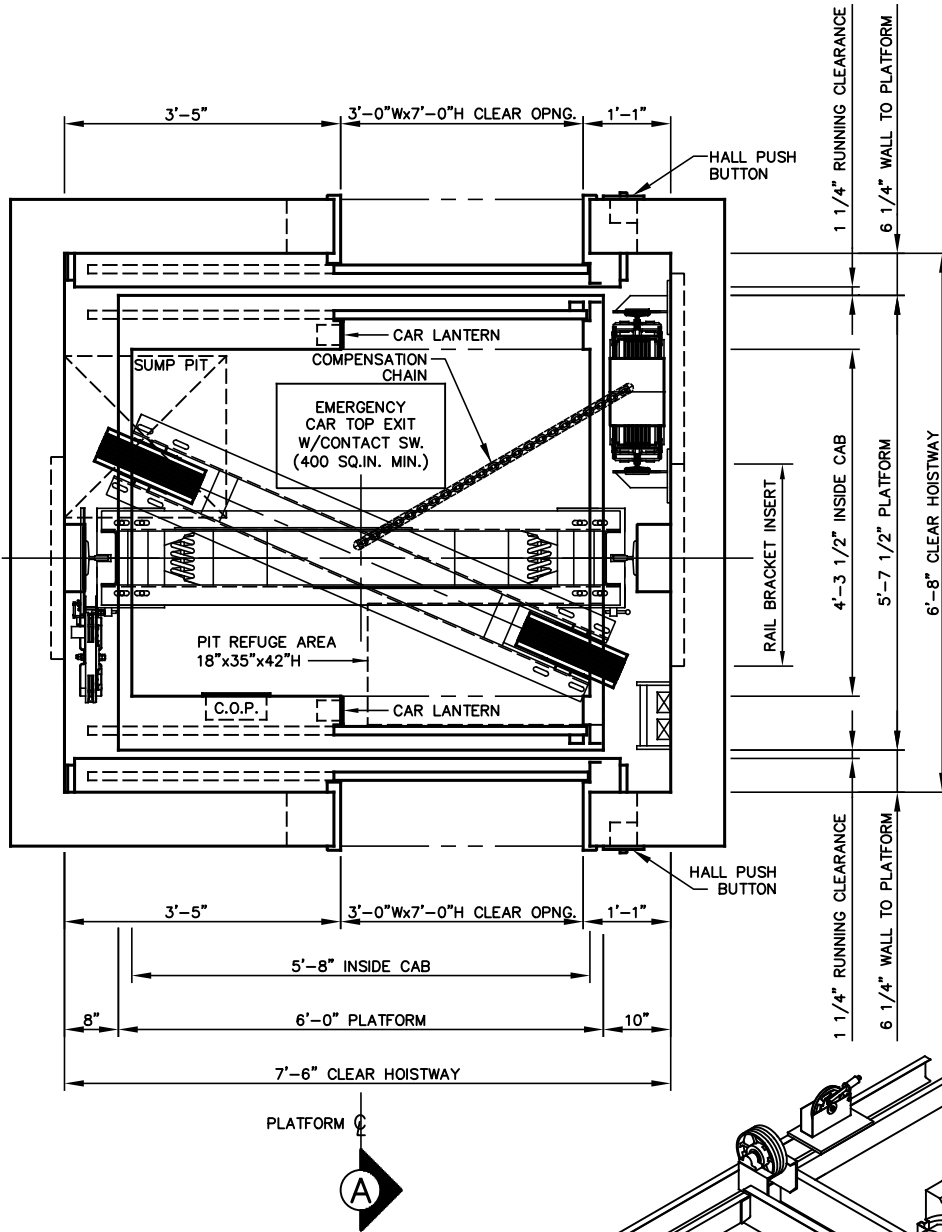 1 1/4” RUNNING CLEARANCE
6 1/4” WALL TO PLATFORM
3’-5”
3’-0”Wx7’-0”H CLEAR OPNG.
1’-1”
HALL PUSH
BUTTON
CAR LANTERN
COMPENSATION
CHAIN
SUMP PIT
EMERGENCY
CAR TOP EXIT
W/CONTACT SW.
(400 SQ.IN. MIN.)
RAIL BRACKET INSERT
4’-3 1/2” INSIDE CAB
5’-7 1/2” PLATFORM
6’-8” CLEAR HOISTWAY
PIT REFUGE AREA
18”x35”x42”H
C.O.P.
CAR LANTERN
HALL PUSH
BUTTON
1 1/4” RUNNING CLEARANCE
6 1/4” WALL TO PLATFORM
3’-5”
3’-0”Wx7’-0”H CLEAR OPNG.
1’-1”
5’-8” INSIDE CAB
8”
6’-0” PLATFORM
10”
7’-6” CLEAR HOISTWAY
PLATFORM ℄
A